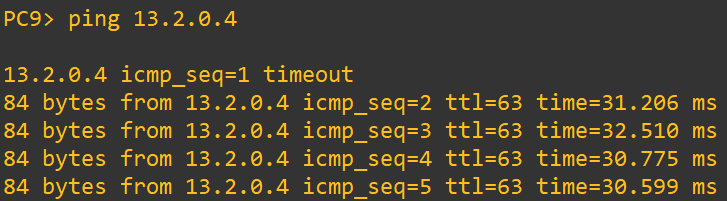 PC9> ping 13.2.0.4
13.2.0.4 icmp_seq=1 timeout
84 bytes from 13.2.0.4 icmp_seq=2 ttl=63 time=31.206 ms
84 bytes from 13.2.0.4 icmp_seq=3 ttl=63 time=32.510 ms
84 bytes from 13.2.0.4 icmp_seq=4 ttl=63 time=30.775 ms
84 bytes from 13.2.0.4 icmp_seq=5 ttl=63 time=30.599 ms